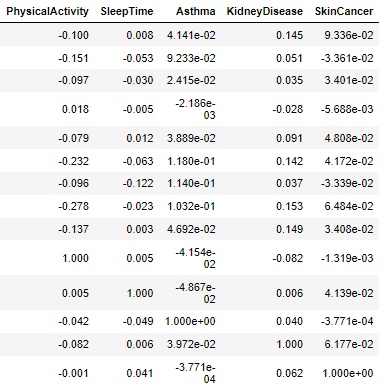 PhysicalActivity SleepTime Asthma KidneyDisease SkinCancer
-0.100 0.008 4.141e-02 0.145 9.336e-02
-0.151 -0.053 9.233e-02 0.051 -3.361e-02
-0.097 -0.030 2.415e-02 0.035 3.401e-02
0.018 -0.005 -2.186e-
03 -0.028 -5.688e-03
-0.079 0.012 3.889e-02 0.091 4.808e-02
-0.232 -0.063 1.180e-01 0.142 4.172e-02
-0.096 -0.122 1.140e-01 0.037 -3.339e-02
-0.278 -0.023 1.032e-01 0.153 6.484e-02
-0.137 0.003 4.692e-02 0.149 3.408e-02
1.000 0.005 -4.154e-
02 -0.082 -1.319e-03
0.005 1.000 -4.867e-
02 0.006 4.139e-02
-0.042 -0.049 1.000e+00 0.040 -3.771e-04
-0.082 0.006 3.972e-02 1.000 6.177e-02
-0.001 0.041 -3.771e-
04 0.062 1.000e+00